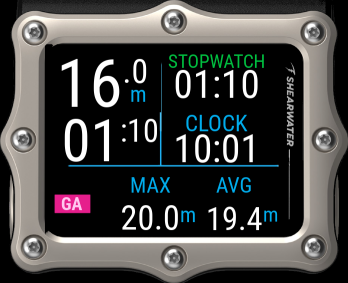 16.0
m
01:10
STOPWATCH
01:10
CLOCK
10:01
SHEARWATER
MAX
AVG
GA
20.0m
19.4m